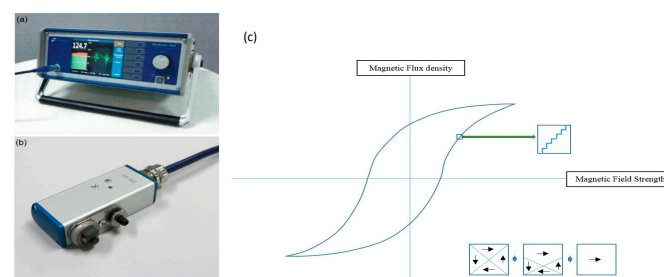 (a)
124.7
(b)
(c)
Magnetic Flux density
Magnetic Field Strength